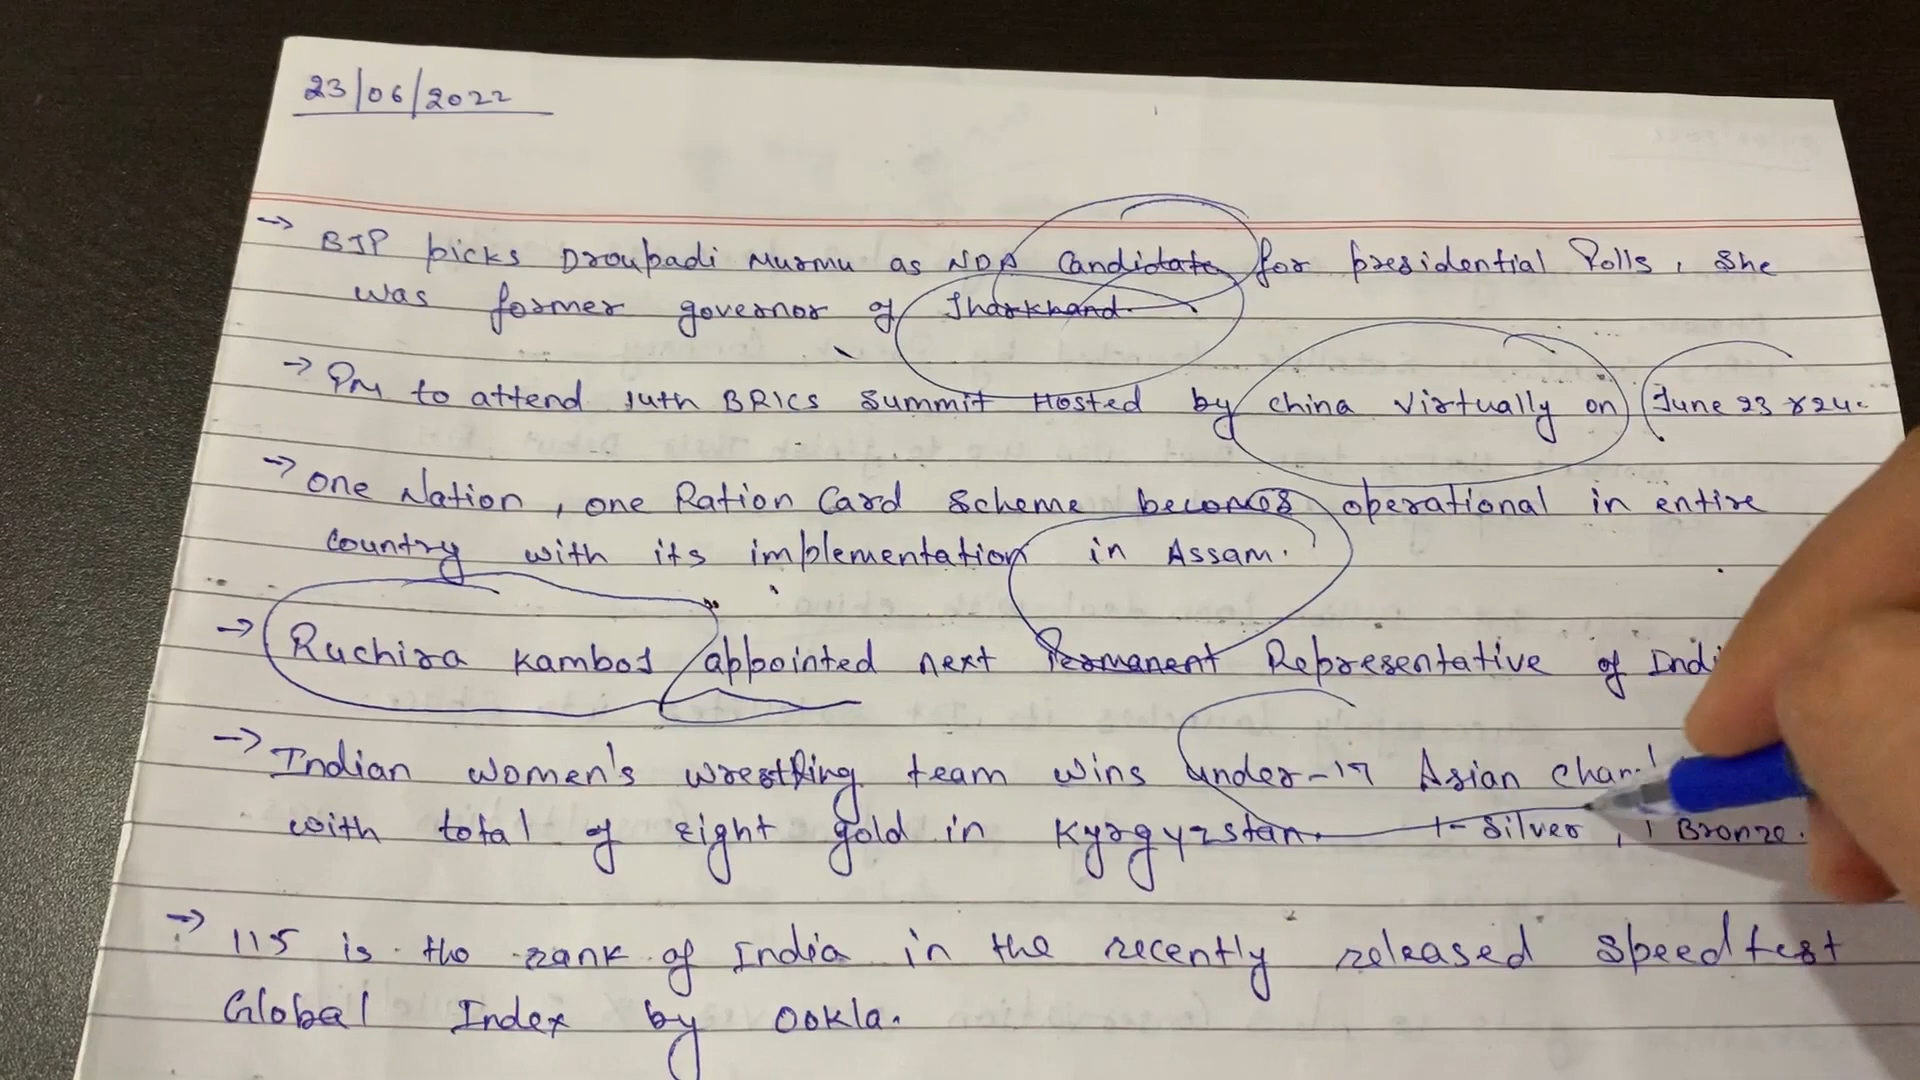 23/06/2022
→ BJP picks Droupadi Murmu as NDA Candidate for presidential Polls, she
was former governor of Jharkhand.
→ PM to attend 14th BRICS Summit Hosted by China Virtually on June 23 & 24.
→ One Nation, one Ration Card Scheme becomes operational in entire
country with its implementation in Assam.
→ Ruchira Kamboj appointed next Permanent Representative of
→ Indian women's wrestling team wins under-17 Asian
with total of eight gold in Kyrgyzstan. 1- Silver, 1 Bronze.
→ 115 is the rank of India in the recently released speedtest
Global Index by Ookla.